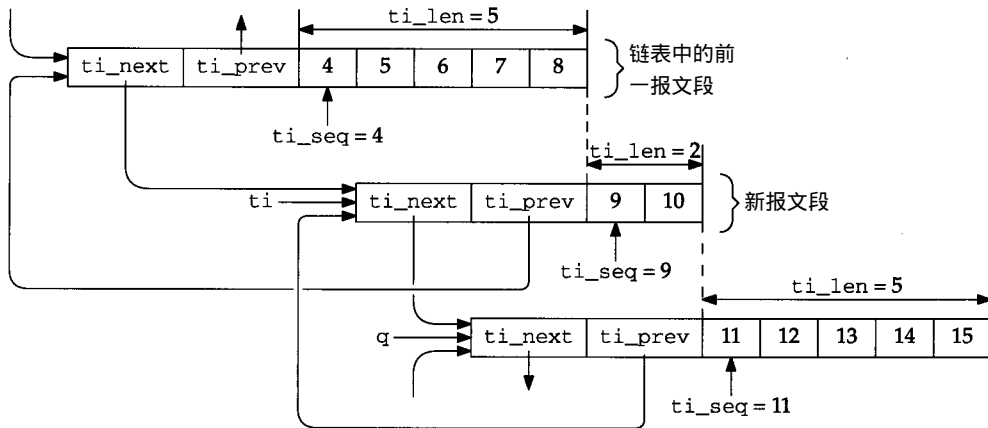 ti_len = 5
ti_next ti_prev 4 5 6 7 8
链表中的前
一报文段
ti_seq = 4
ti_len = 2
ti ti_next ti_prev 9 10
新报文段
ti_seq = 9
ti_len = 5
q ti_next ti_prev 11 12 13 14 15
ti_seq = 11